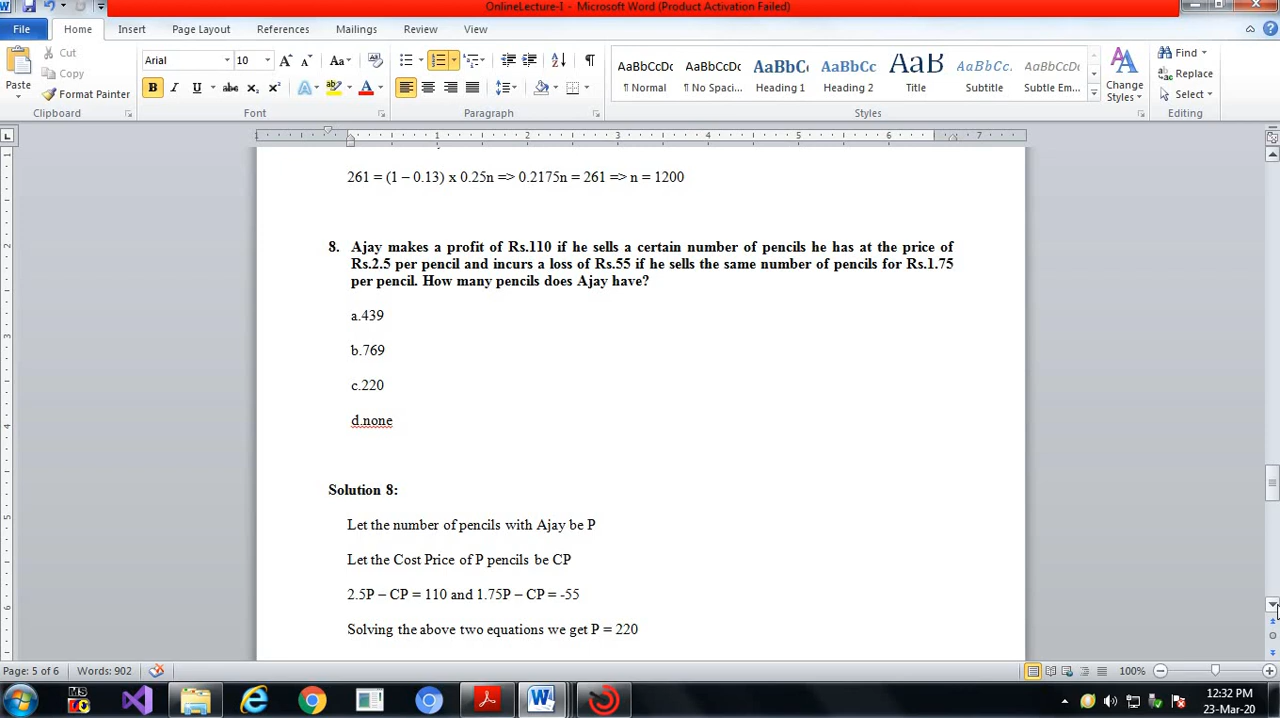 OnlineLecture-I - Microsoft Word (Product Activation Failed)
File Home Insert Page Layout References Mailings Review View
Cut
Copy
Format Painter
Paste
Clipboard
Arial 10
Font
Paragraph
AaBbCcDc AaBbCcDc AaBbC AaBbCc AaB AaBbCc. AaBbCcDc
¶ Normal ¶ No Spaci... Heading 1 Heading 2 Title Subtitle Subtle Em...
Styles
Change Styles
Find
Replace
Select
Editing
261 = (1 – 0.13) x 0.25n => 0.2175n = 261 => n = 1200
8. Ajay makes a profit of Rs.110 if he sells a certain number of pencils he has at the price of
Rs.2.5 per pencil and incurs a loss of Rs.55 if he sells the same number of pencils for Rs.1.75
per pencil. How many pencils does Ajay have?
a.439
b.769
c.220
d.none
Solution 8:
Let the number of pencils with Ajay be P
Let the Cost Price of P pencils be CP
2.5P – CP = 110 and 1.75P – CP = -55
Solving the above two equations we get P = 220
Page: 5 of 6 Words: 902 100%
12:32 PM
23-Mar-20